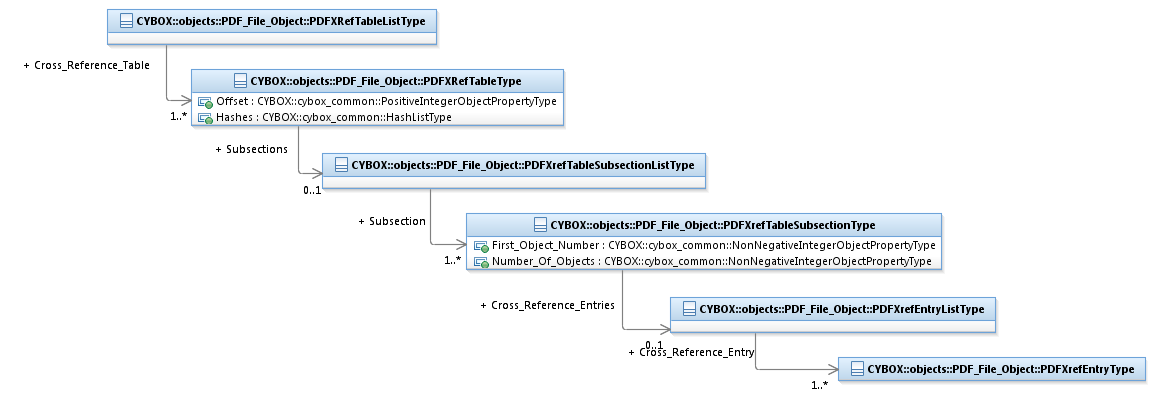 CYBOX::objects::PDF_File_Object::PDFXRefTableListType
+ Cross_Reference_Table
CYBOX::objects::PDF_File_Object::PDFXRefTableType
Offset : CYBOX::cybox_common::PositiveIntegerObjectPropertyType
1..*
Hashes : CYBOX::cybox_common::HashListType
+ Subsections
CYBOX::objects::PDF_File_Object::PDFXrefTableSubsectionListType
0..1
+ Subsection
CYBOX::objects::PDF_File_Object::PDFXrefTableSubsectionType
First_Object_Number : CYBOX::cybox_common::NonNegativeIntegerObjectPropertyType
1..*
Number_Of_Objects : CYBOX::cybox_common::NonNegativeIntegerObjectPropertyType
+ Cross_Reference_Entries
CYBOX::objects::PDF_File_Object::PDFXrefEntryListType
0..1
+ Cross_Reference_Entry
CYBOX::objects::PDF_File_Object::PDFXrefEntryType
1..*